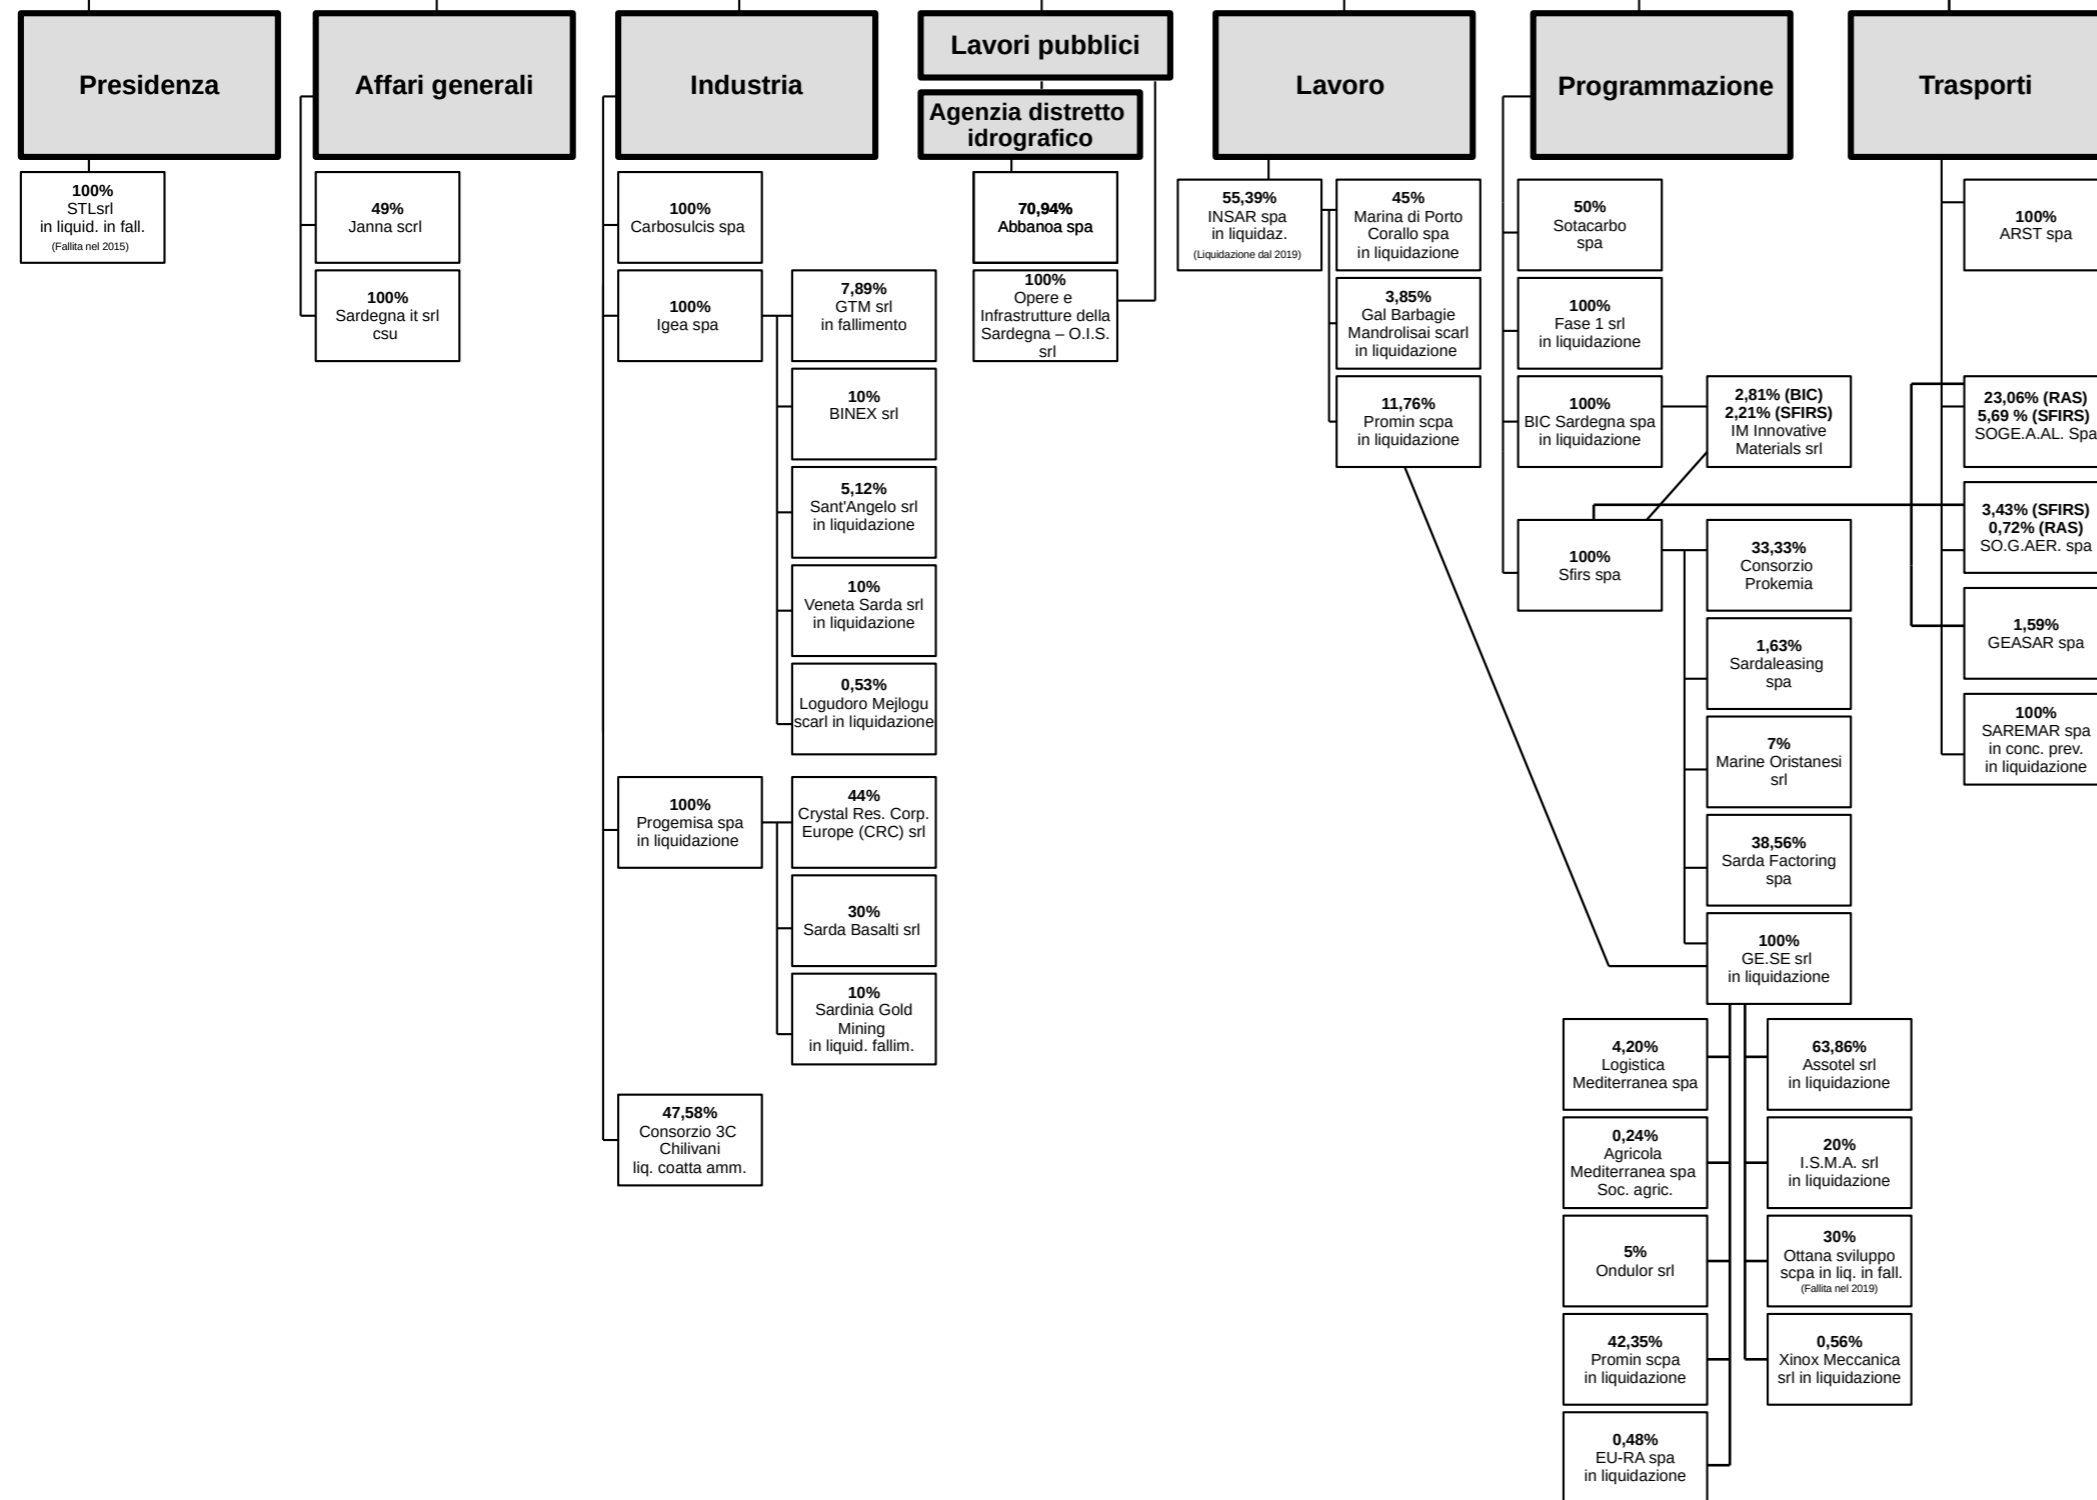 Presidenza
100%
STLsrl
in liquid. in fall.
(Fallita nel 2015)
Affari generali
49%
Janna scrl
100%
Sardegna it srl
csu
Industria
100%
Carbosulcis spa
100%
Igea spa
7,89%
GTM srl
in fallimento
10%
BINEX srl
5,12%
Sant'Angelo srl
in liquidazione
10%
Veneta Sarda srl
in liquidazione
0,53%
Logudoro Mejlogu
scarl in liquidazione
100%
Progemisa spa
in liquidazione
44%
Crystal Res. Corp.
Europe (CRC) srl
30%
Sarda Basalti srl
10%
Sardinia Gold
Mining
in liquid. fallim.
47,58%
Consorzio 3C
Chilivani
liq. coatta amm.
Lavori pubblici
Agenzia distretto
idrografico
70,94%
Abbanoa spa
100%
Opere e
Infrastrutture della
Sardegna – O.I.S.
srl
Lavoro
55,39%
INSAR spa
in liquidaz.
(Liquidazione dal 2019)
45%
Marina di Porto
Corallo spa
in liquidazione
3,85%
Gal Barbagie
Mandrolisai scarl
in liquidazione
11,76%
Promin scpa
in liquidazione
Programmazione
50%
Sotacarbo
spa
100%
Fase 1 srl
in liquidazione
100%
BIC Sardegna spa
in liquidazione
2,81% (BIC)
2,21% (SFIRS)
IM Innovative
Materials srl
100%
Sfirs spa
33,33%
Consorzio
Prokemia
1,63%
Sardaleasing
spa
7%
Marine Oristanesi
srl
38,56%
Sarda Factoring
spa
100%
GE.SE srl
in liquidazione
4,20%
Logistica
Mediterranea spa
0,24%
Agricola
Mediterranea spa
Soc. agric.
5%
Ondulor srl
42,35%
Promin scpa
in liquidazione
0,48%
EU-RA spa
in liquidazione
63,86%
Assotel srl
in liquidazione
20%
I.S.M.A. srl
in liquidazione
30%
Ottana sviluppo
scpa in liq. in fall.
(Fallita nel 2019)
0,56%
Xinox Meccanica
srl in liquidazione
Trasporti
100%
ARST spa
23,06% (RAS)
5,69 % (SFIRS)
SOGE.A.AL. Spa
3,43% (SFIRS)
0,72% (RAS)
SO.G.AER. spa
1,59%
GEASAR spa
100%
SAREMAR spa
in conc. prev.
in liquidazione